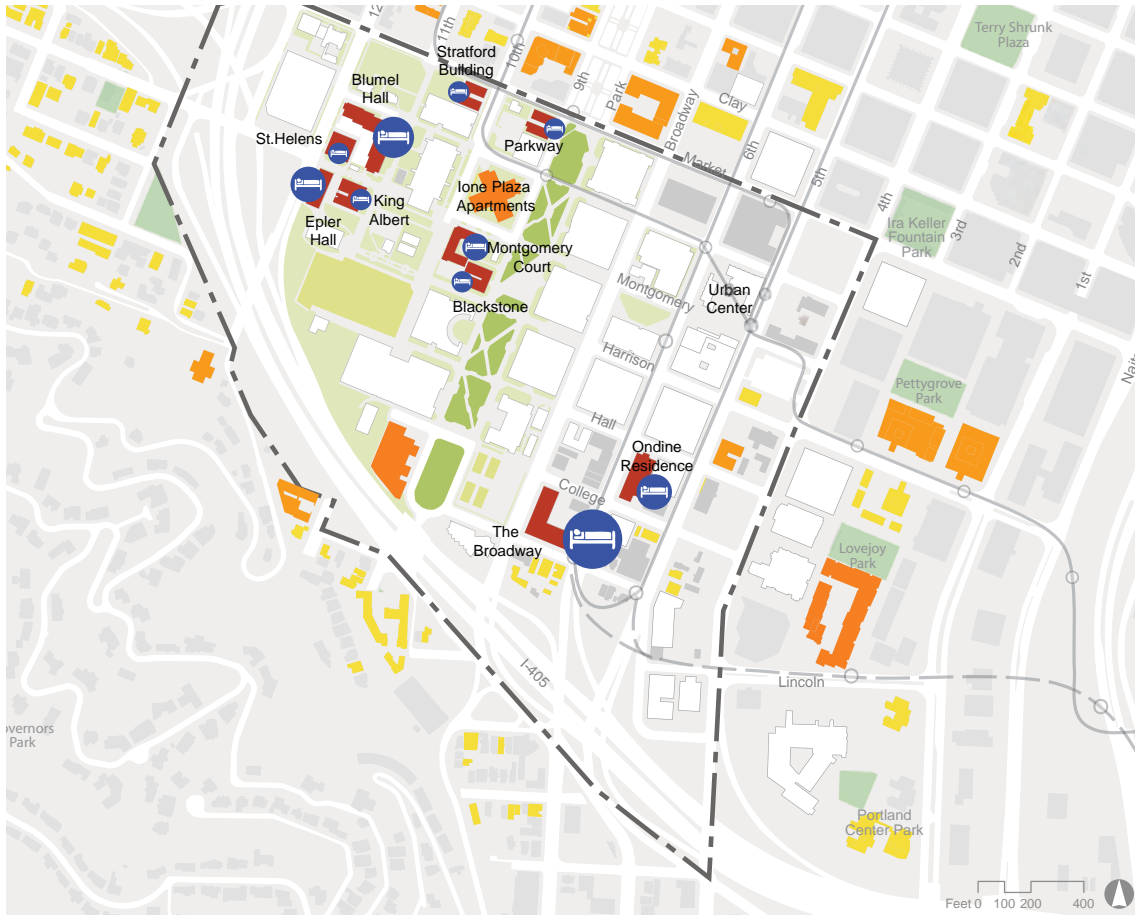 12
11th
10th
Stratford
Building
9th
Park
Broadway
Clay
Terry Shrunk
Plaza
Blumel
Hall
St.Helens
Parkway
Market
6th
5th
4th
3rd
2nd
1st
Ira Keller
Fountain
Park
Ione Plaza
Apartments
King
Albert
Epler
Hall
Montgomery
Court
Blackstone
Montgomery
Urban
Center
Harrison
Hall
Pettygrove
Park
Ondine
Residence
College
The
Broadway
Lovejoy
Park
I-405
Lincoln
overnors
Park
Portland
Center Park
Feet 0 100 200 400